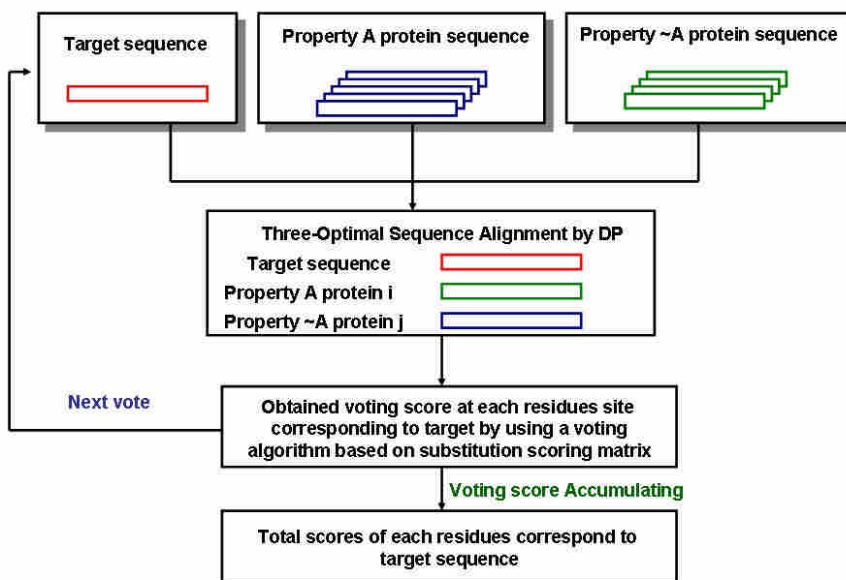 Target sequence
Property A protein sequence
Property ~A protein sequence
Three-Optimal Sequence Alignment by DP
Target sequence
Property A protein i
Property ~A protein j
Next vote
Obtained voting score at each residues site
corresponding to target by using a voting
algorithm based on substitution scoring matrix
Voting score Accumulating
Total scores of each residues correspond to
target sequence